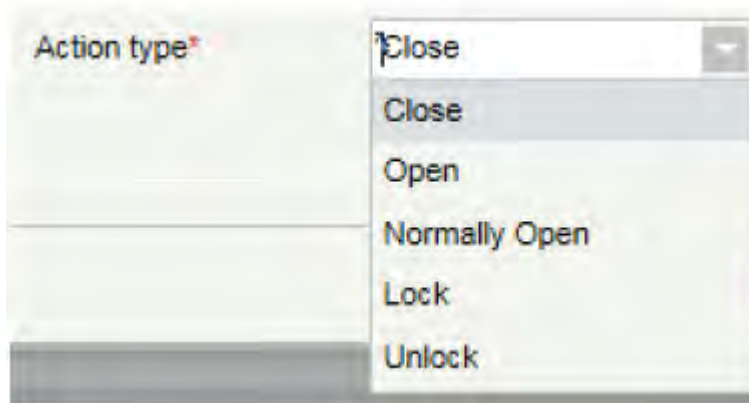 Action type* Close
Close
Open
Normally Open
Lock
Unlock